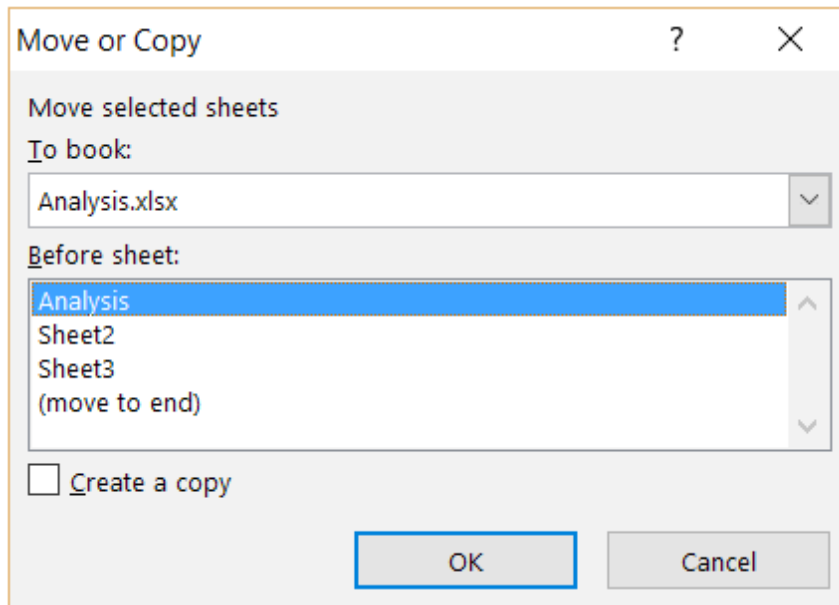 Move or Copy ?
Move selected sheets
To book:
Analysis.xlsx
Before sheet:
Analysis
Sheet2
Sheet3
(move to end)
Create a copy
OK Cancel